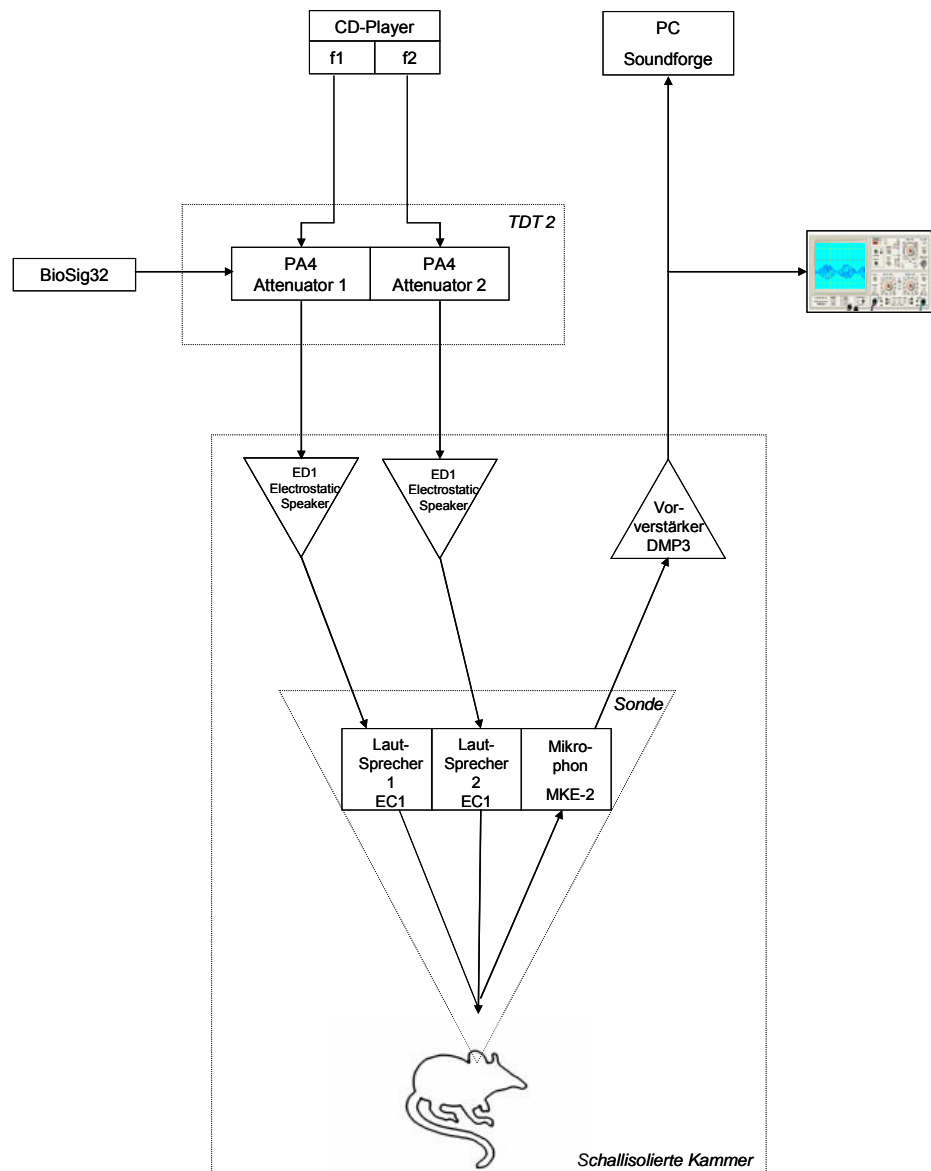 CD-Player
f1
f2
PC
Soundforge
TDT 2
BioSig32
PA4
Attenuator 1
PA4
Attenuator 2
ED1
Electrostatic
Speaker
ED1
Electrostatic
Speaker
Vor-
verstärker
DMP3
Sonde
Laut-
Sprecher
1
EC1
Laut-
Sprecher
2
EC1
Mikro-
phon
MKE-2
Schallisolierte Kammer